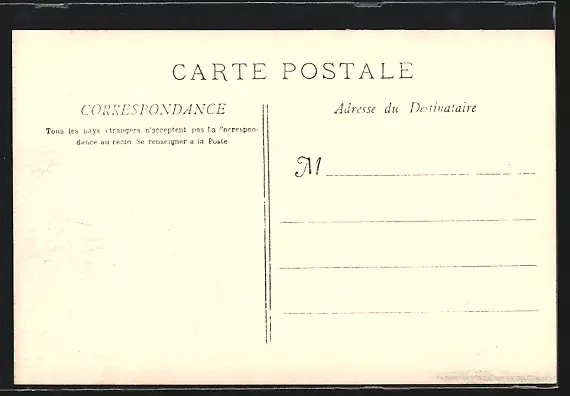 CARTE POSTALE
CORRESPONDANCE
Tous les pays étrangers n'acceptent pas la Correspon-
dance au recto Se renseigner à la Poste
Adresse du Destinataire
M